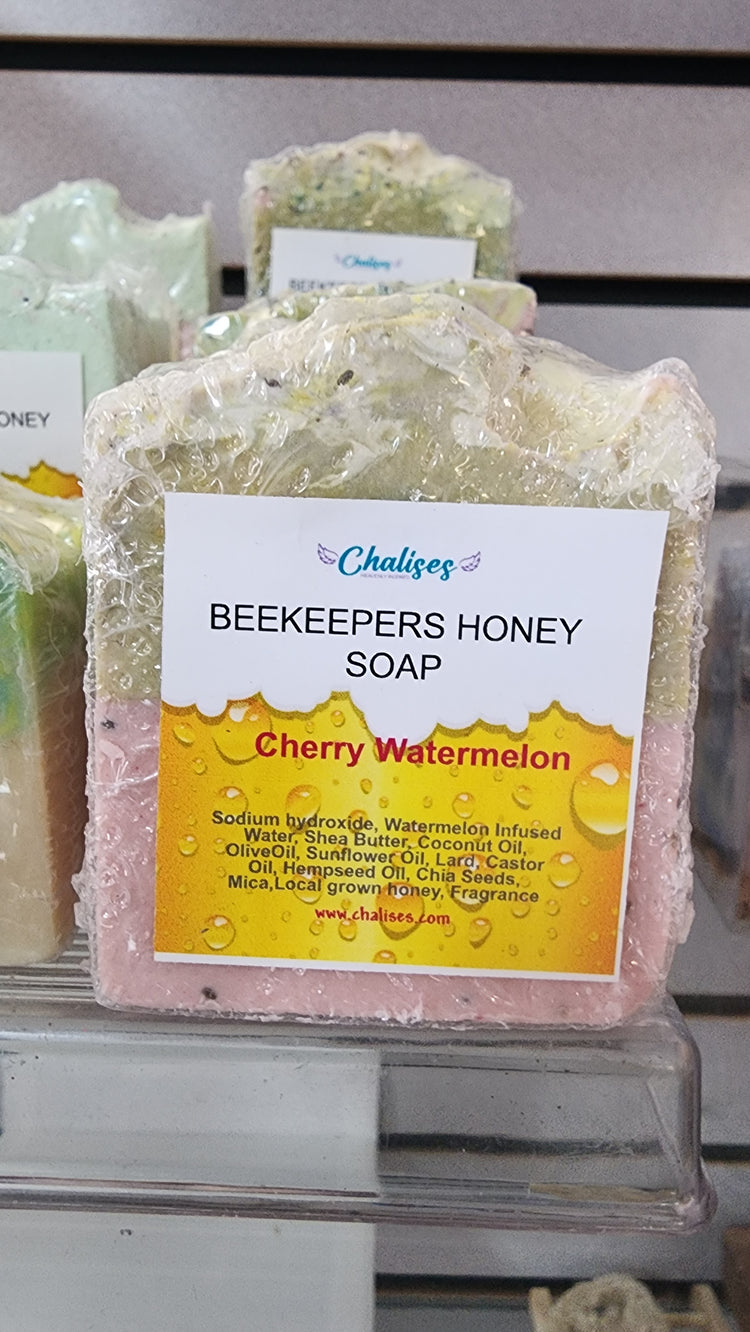 Chalises
BEEKEEPERS HONEY
SOAP
Cherry Watermelon
Sodium hydroxide, Watermelon Infused
Water, Shea Butter, Coconut Oil,
OliveOil, Sunflower Oil, Lard, Castor
Oil, Hempseed Oil, Chia Seeds,
Mica,Local grown honey, Fragrance
www.chalises.com
Chalises
ONEY